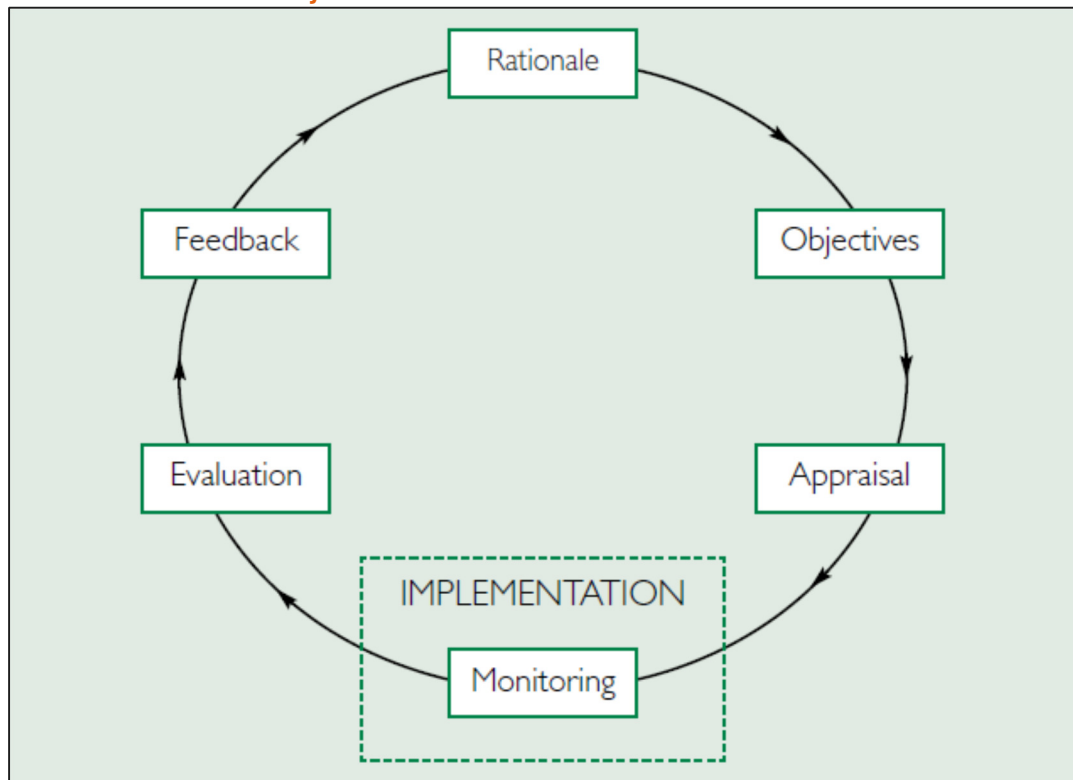 Rationale
Objectives
Appraisal
IMPLEMENTATION
Monitoring
Evaluation
Feedback